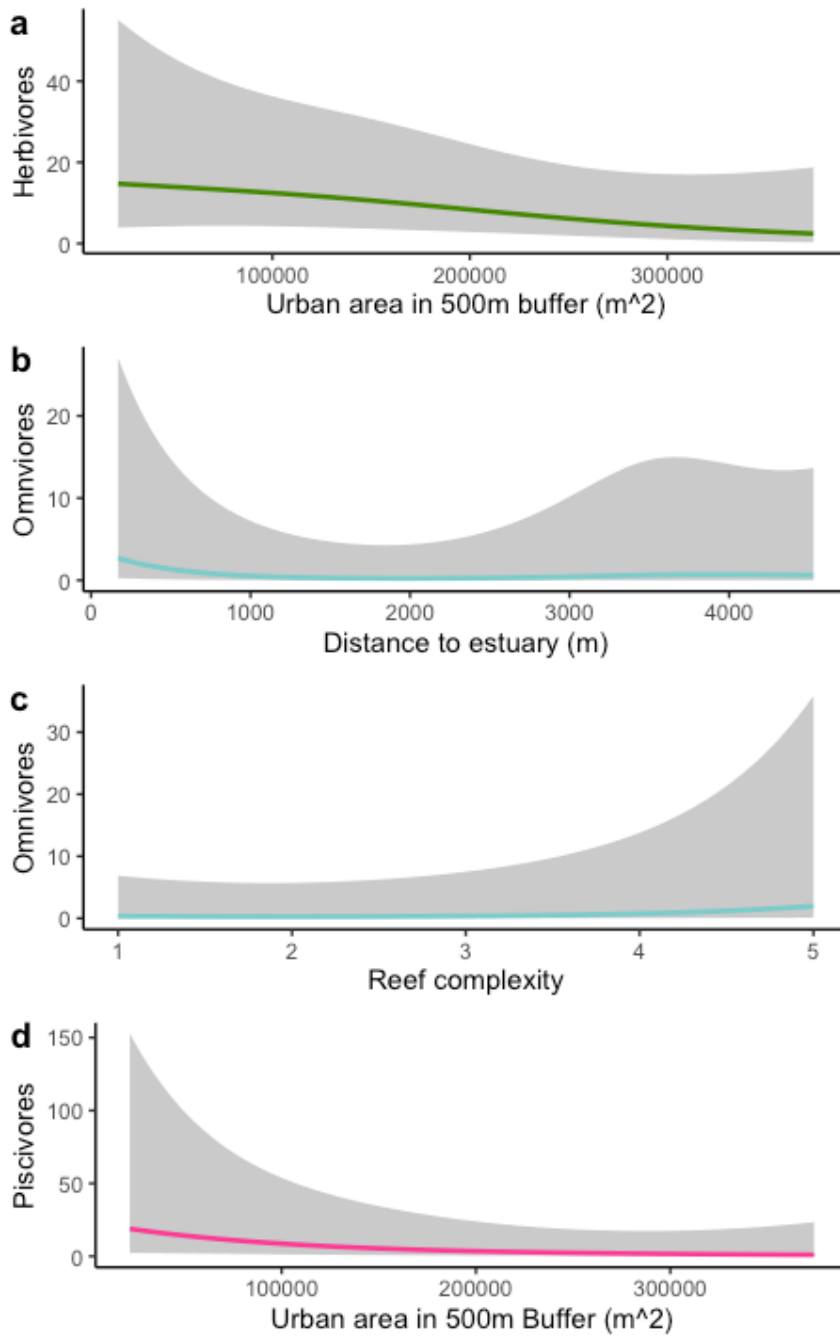 a
Herbivores
40
20
0
100000 200000 300000
Urban area in 500m buffer (m^2)
b
Omnviores
20
10
0
0 1000 2000 3000 4000
Distance to estuary (m)
c
Omnivores
30
20
10
0
1 2 3 4 5
Reef complexity
d
Piscivores
150
100
50
0
100000 200000 300000
Urban area in 500m Buffer (m^2)